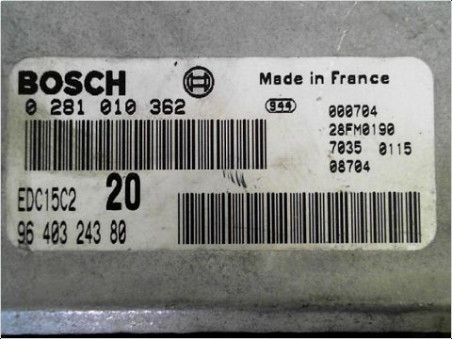 BOSCH Made in France
0 281 010 362 944 000704
28FM0190
7035 0115
08704
EDC15C2 20
96 403 243 80